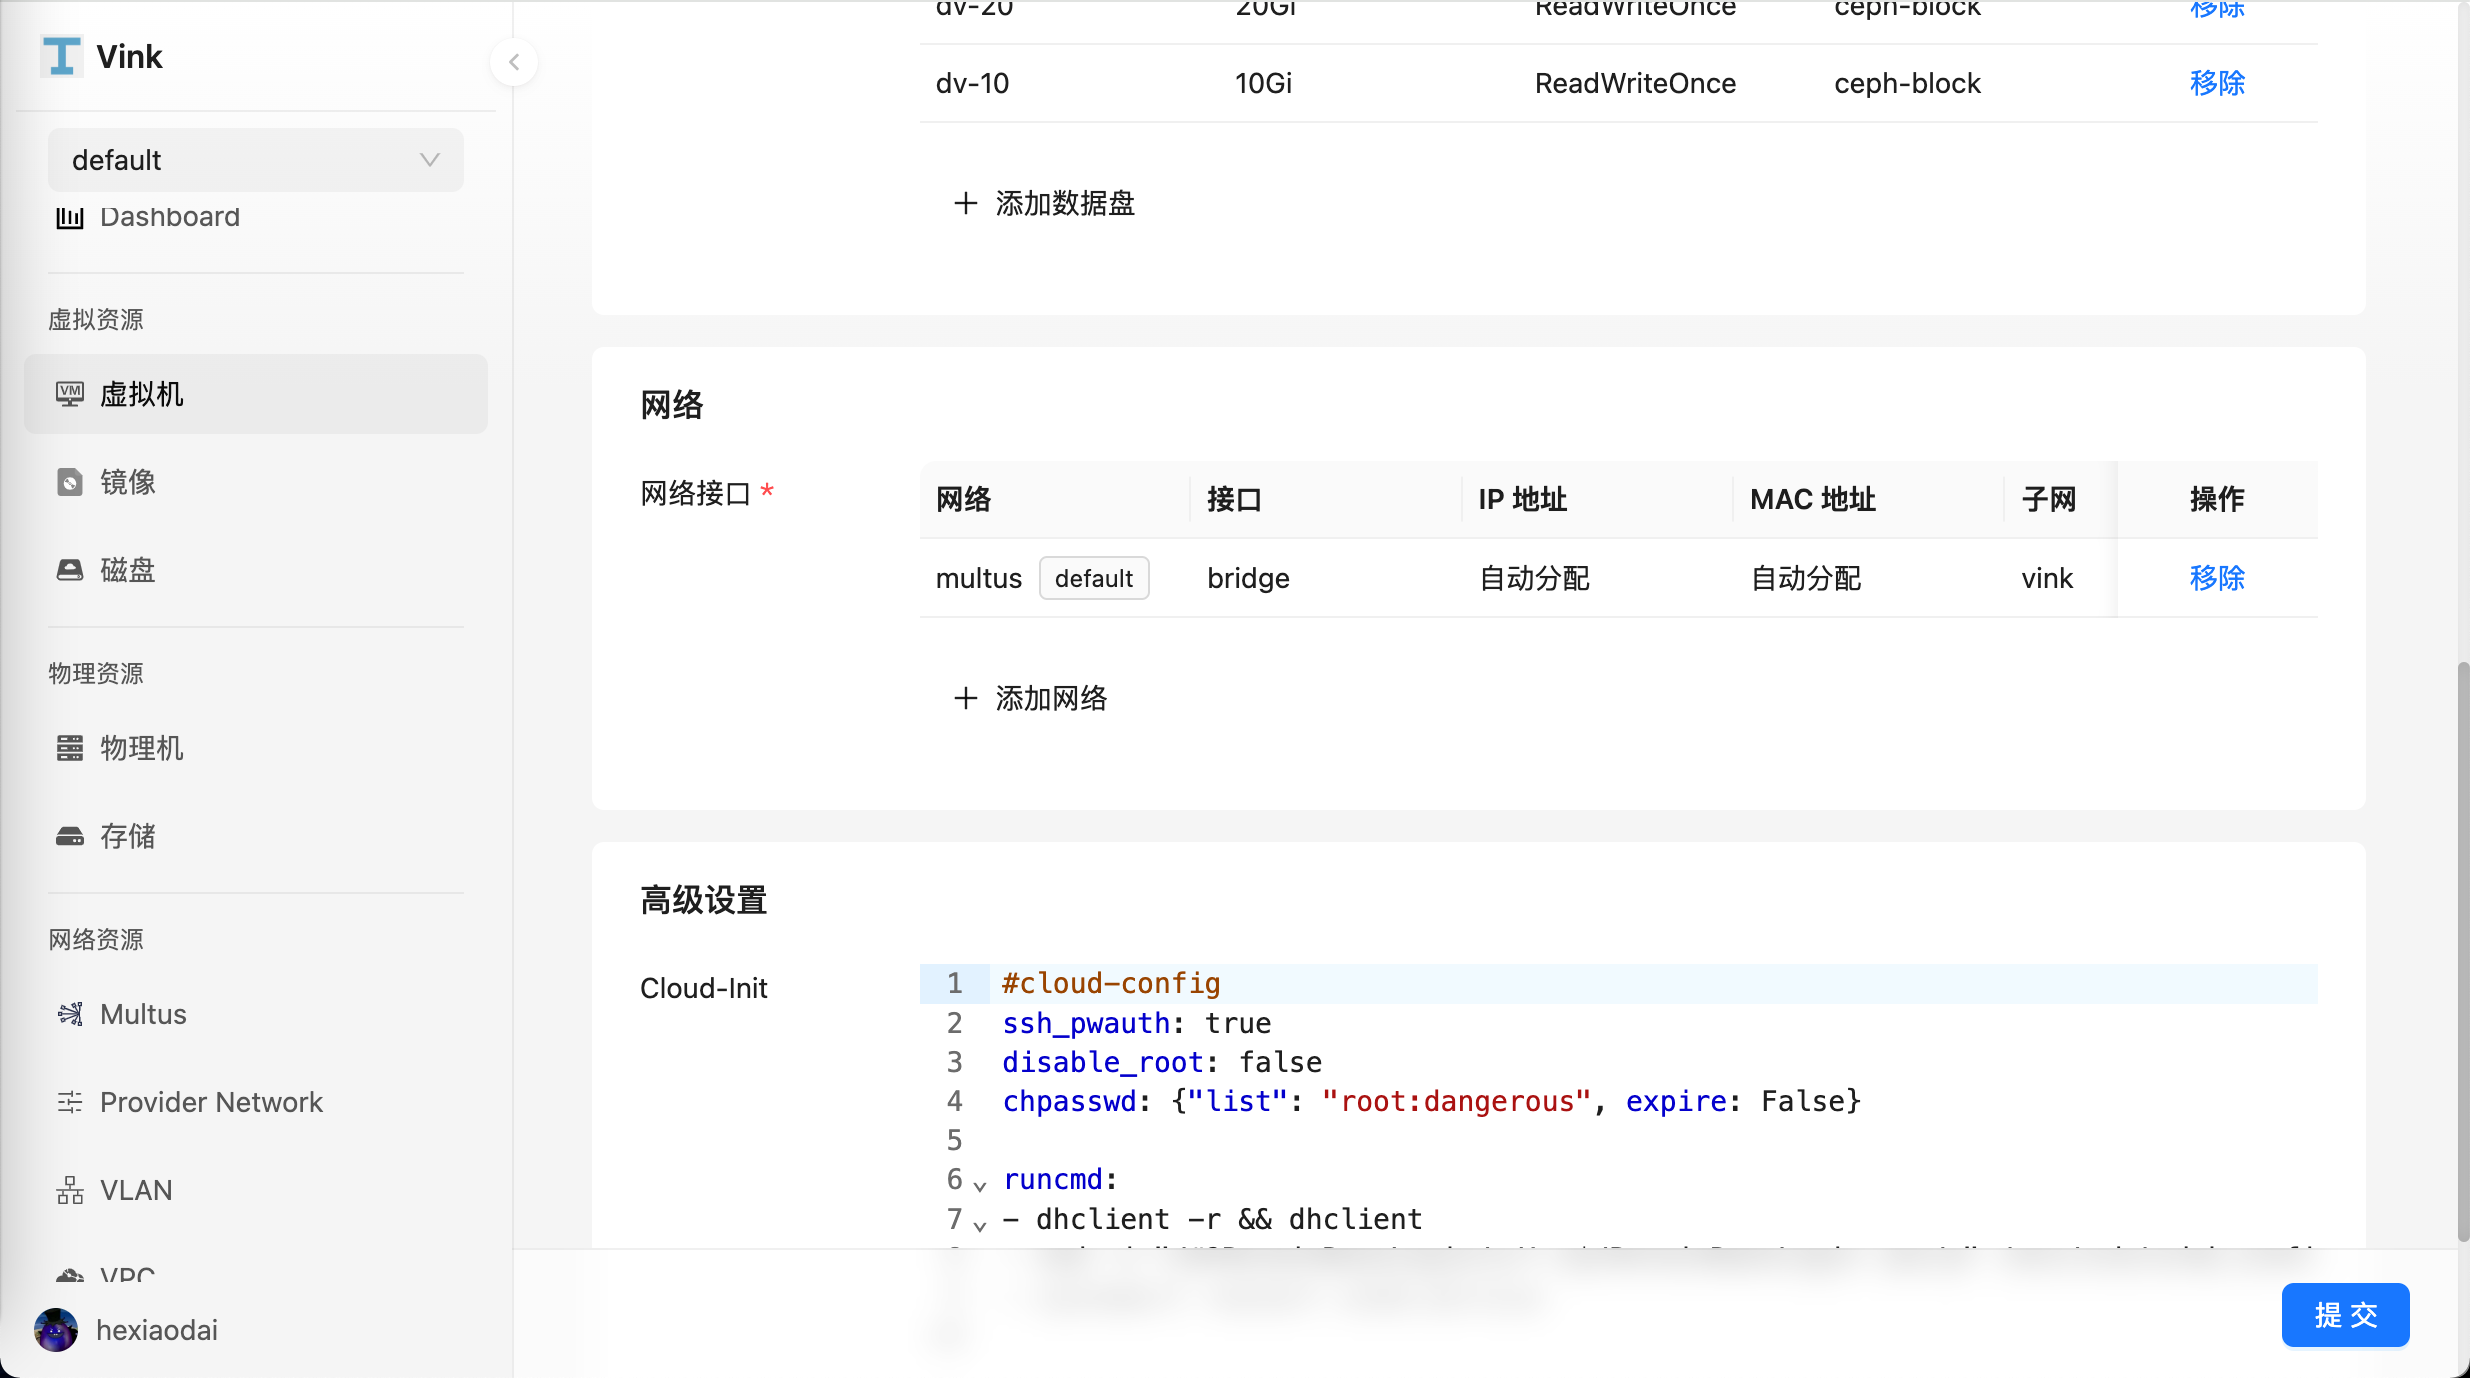 Vink
default
Dashboard
虚拟资源
虚拟机
镜像
磁盘
物理资源
物理机
存储
网络资源
Multus
Provider Network
VLAN
VPC
hexiaodai
dv-20 20Gi ReadWriteOnce ceph-block 移除
dv-10 10Gi ReadWriteOnce ceph-block 移除
+ 添加数据盘
网络
网络接口 *
网络 接口 IP 地址 MAC 地址 子网 操作
multus default bridge 自动分配 自动分配 vink 移除
+ 添加网络
高级设置
Cloud-Init
1 #cloud-config
2 ssh_pwauth: true
3 disable_root: false
4 chpasswd: {"list": "root:dangerous", expire: False}
5
6 runcmd:
7 - dhclient -r && dhclient
提 交